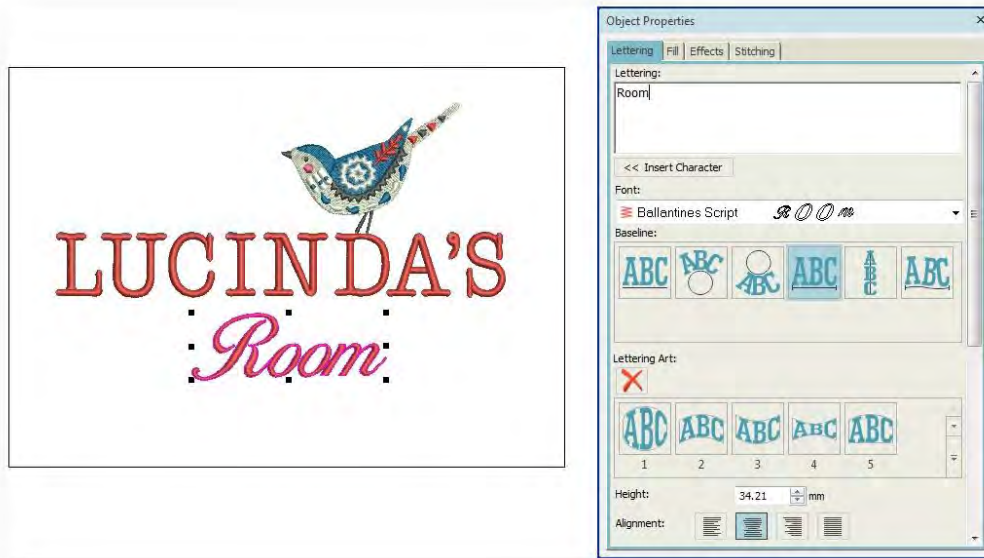 LUCINDA'S
Room
Object Properties
Lettering Fill Effects Stitching
Lettering:
Room
<< Insert Character
Font:
Ballantines Script R O O m
Baseline:
ABC ABC ABC ABC ABC ABC
Lettering Art:
ABC ABC ABC ABC ABC
1 2 3 4 5
Height: 34.21 mm
Alignment: